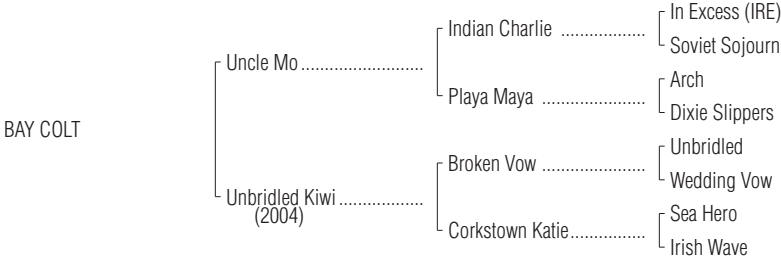 In Excess (IRE)
Indian Charlie ..................
Soviet Sojourn
Uncle Mo ..........................
Arch
Playa Maya ......................
Dixie Slippers
BAY COLT
Unbridled
Broken Vow ......................
Wedding Vow
Unbridled Kiwi ..................
(2004)
Sea Hero
Corkstown Katie................
Irish Wave